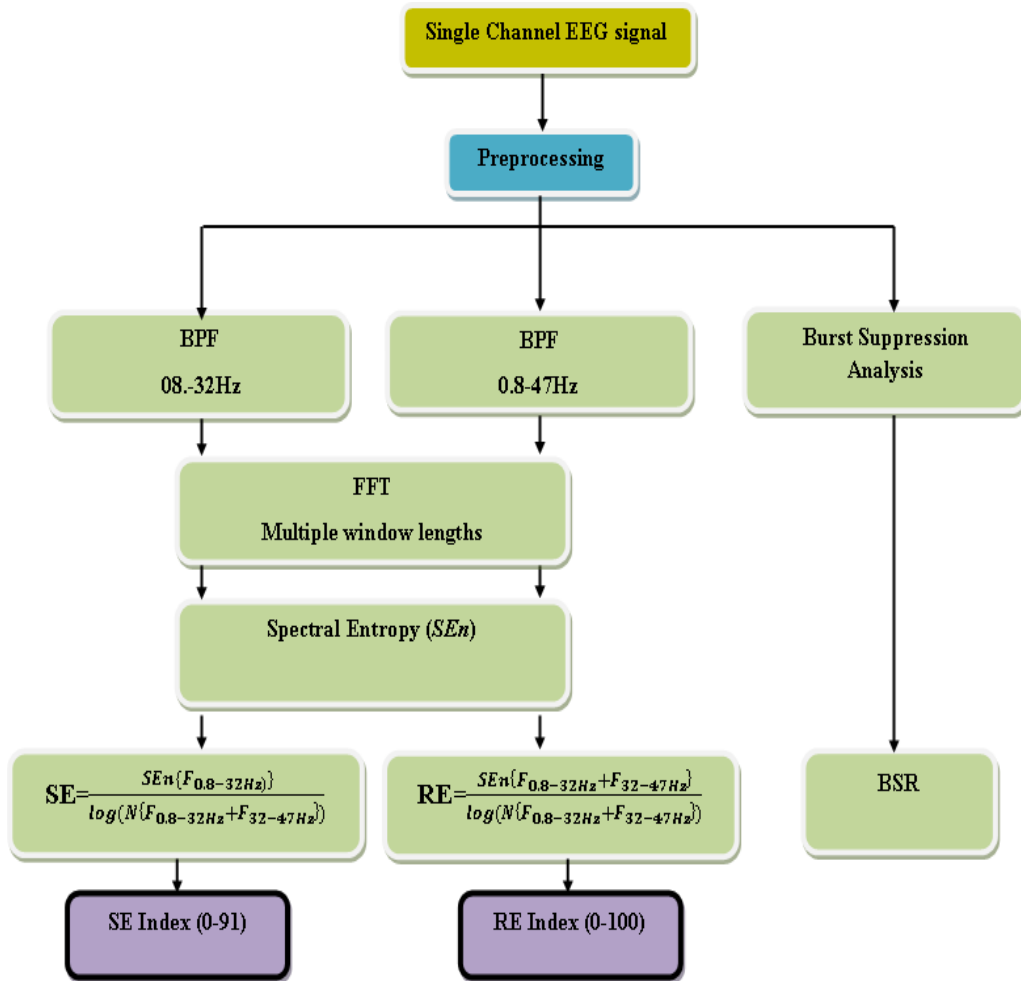 Single Channel EEG signal
Preprocessing
BPF
08.-32Hz
BPF
0.8-47Hz
Burst Suppression
Analysis
FFT
Multiple window lengths
Spectral Entropy (SEn)
SE= SEn{F0.8−32Hz)} / log(N{F0.8−32Hz+F32−47Hz})
RE= SEn{F0.8−32Hz+F32−47Hz} / log(N{F0.8−32Hz+F32−47Hz})
BSR
SE Index (0-91)
RE Index (0-100)